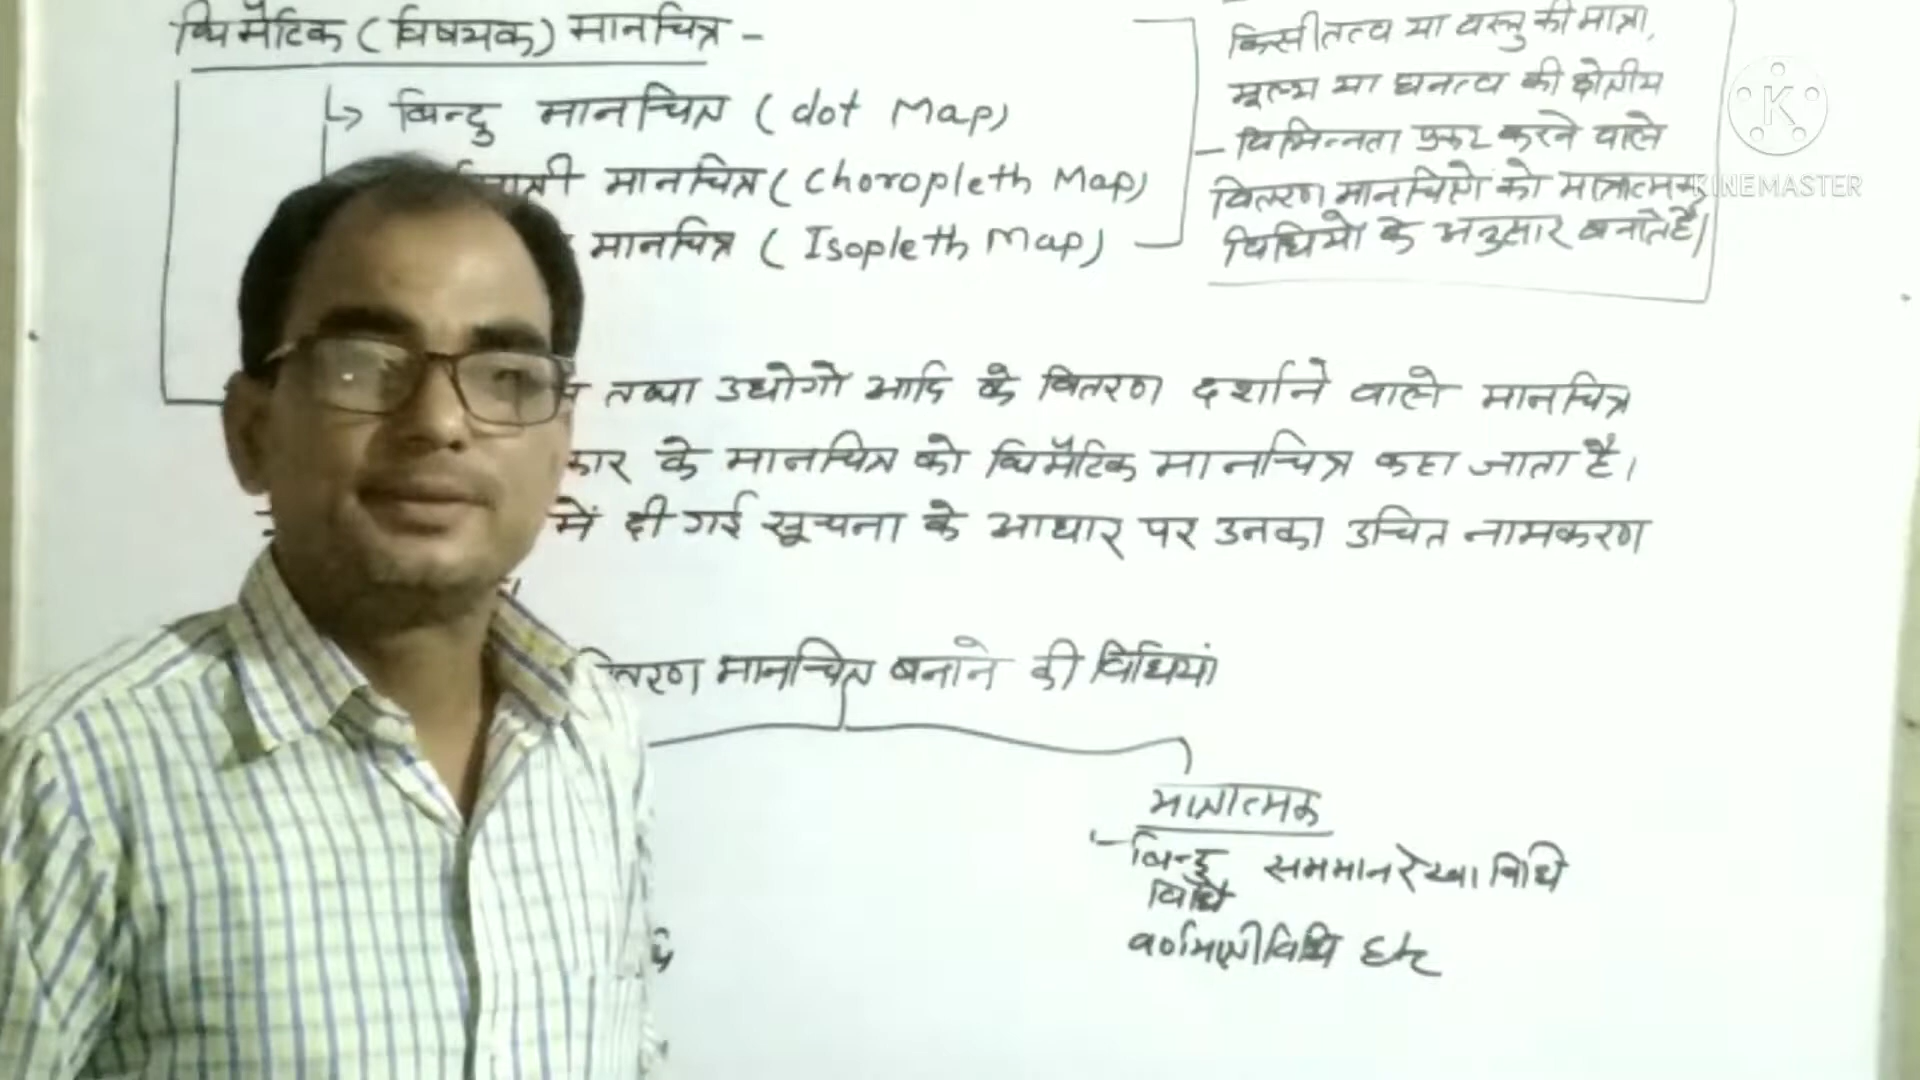 थिमैटिक (विषयक) मानचित्र -
↳ बिन्दु मानचित्र (dot Map)
मानचित्र (Choropleth Map)
मानचित्र (Isopleth Map)
किसी तत्व या वस्तु की मात्रा,
मूल्य या घनत्व की क्षेत्रीय
- विभिन्नता प्रकट करने वाले
वितरण मानचित्रों को मात्रात्मक
विधियों के अनुसार बनाते है।
K
KINEMASTER
तथा उद्योगो आदि के वितरण दर्शाने वाले मानचित्र
कार के मानचित्र को थिमैटिक मानचित्र कहा जाता है।
में दी गई सूचना के आधार पर उनका उचित नामकरण
वितरण मानचित्र बनाने की विधियां
मात्रात्मक
- बिन्दु विधि
सममान रेखा विधि
वर्णमात्री विधि etc